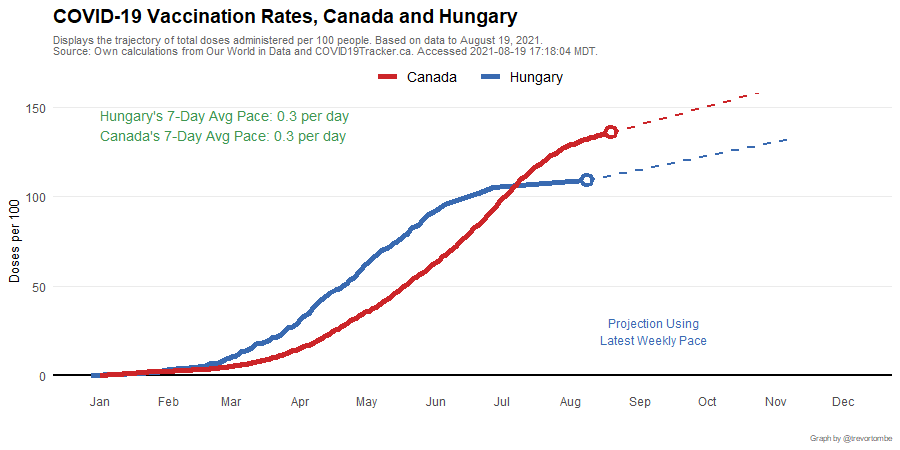 COVID-19 Vaccination Rates, Canada and Hungary
Displays the trajectory of total doses administered per 100 people. Based on data to August 19, 2021.
Source: Own calculations from Our World in Data and COVID19Tracker.ca. Accessed 2021-08-19 17:18:04 MDT.
Canada Hungary
Hungary's 7-Day Avg Pace: 0.3 per day
Canada's 7-Day Avg Pace: 0.3 per day
Doses per 100
150
100
50
0
Projection Using
Latest Weekly Pace
Jan Feb Mar Apr May Jun Jul Aug Sep Oct Nov Dec
Graph by @trevortombe